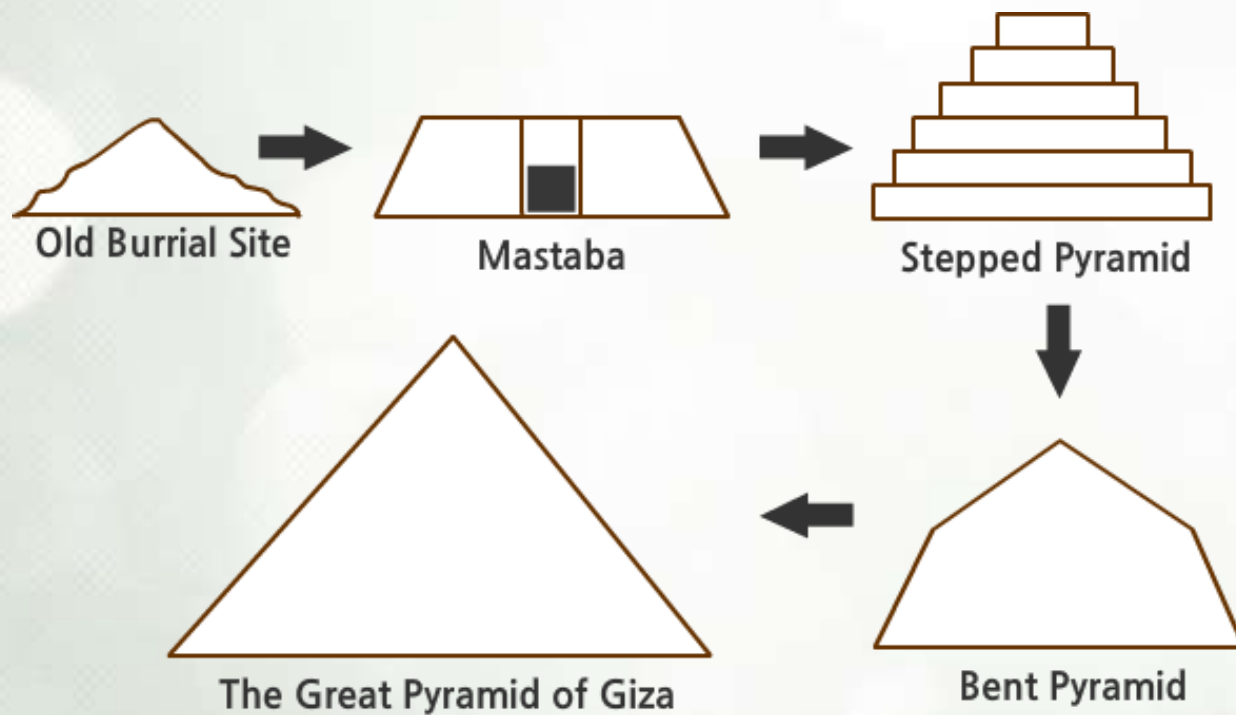 Old Burrial Site
Mastaba
Stepped Pyramid
The Great Pyramid of Giza
Bent Pyramid